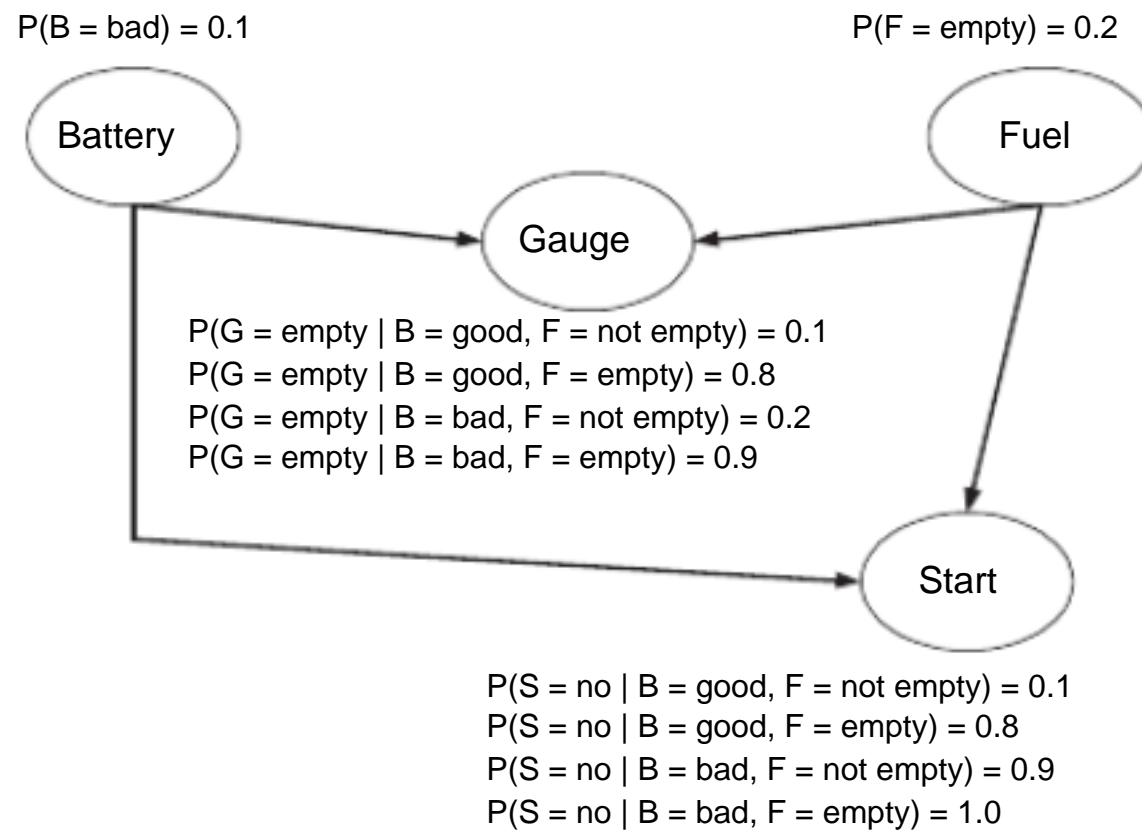 P(B = bad) = 0.1
P(F = empty) = 0.2
Battery
Fuel
Gauge
P(G = empty | B = good, F = not empty) = 0.1
P(G = empty | B = good, F = empty) = 0.8
P(G = empty | B = bad, F = not empty) = 0.2
P(G = empty | B = bad, F = empty) = 0.9
Start
P(S = no | B = good, F = not empty) = 0.1
P(S = no | B = good, F = empty) = 0.8
P(S = no | B = bad, F = not empty) = 0.9
P(S = no | B = bad, F = empty) = 1.0